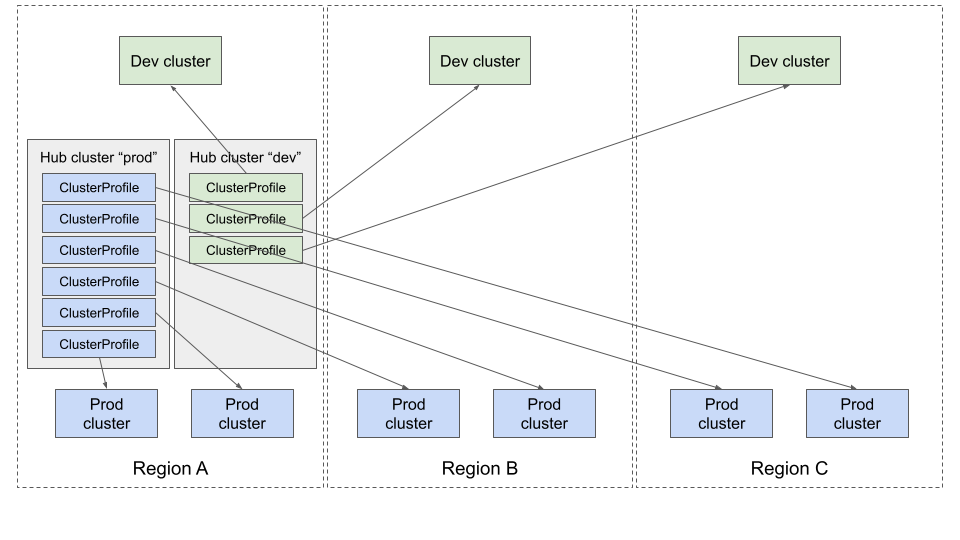 Dev cluster
Dev cluster
Dev cluster
Hub cluster “prod”
ClusterProfile
ClusterProfile
ClusterProfile
ClusterProfile
ClusterProfile
ClusterProfile
Hub cluster “dev”
ClusterProfile
ClusterProfile
ClusterProfile
Prod
cluster
Prod
cluster
Prod
cluster
Prod
cluster
Prod
cluster
Prod
cluster
Region A
Region B
Region C